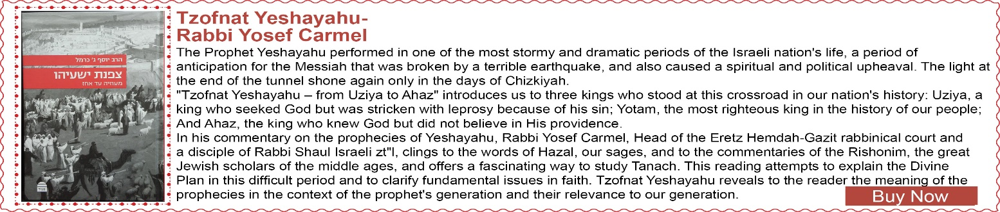 הרב יוסף ג' כרמל
צפנת ישעיהו
מעוזיה עד אחז
מגיד
Tzofnat Yeshayahu-
Rabbi Yosef Carmel
The Prophet Yeshayahu performed in one of the most stormy and dramatic periods of the Israeli nation's life, a period of
anticipation for the Messiah that was broken by a terrible earthquake, and also caused a spiritual and political upheaval. The light at
the end of the tunnel shone again only in the days of Chizkiyah.
"Tzofnat Yeshayahu – from Uziya to Ahaz" introduces us to three kings who stood at this crossroad in our nation's history: Uziya, a
king who seeked God but was stricken with leprosy because of his sin; Yotam, the most righteous king in the history of our people;
And Ahaz, the king who knew God but did not believe in His providence.
In his commentary on the prophecies of Yeshayahu, Rabbi Yosef Carmel, Head of the Eretz Hemdah-Gazit rabbinical court and
a disciple of Rabbi Shaul Israeli zt"l, clings to the words of Hazal, our sages, and to the commentaries of the Rishonim, the great
Jewish scholars of the middle ages, and offers a fascinating way to study Tanach. This reading attempts to explain the Divine
Plan in this difficult period and to clarify fundamental issues in faith. Tzofnat Yeshayahu reveals to the reader the meaning of the
prophecies in the context of the prophet's generation and their relevance to our generation.
Buy Now